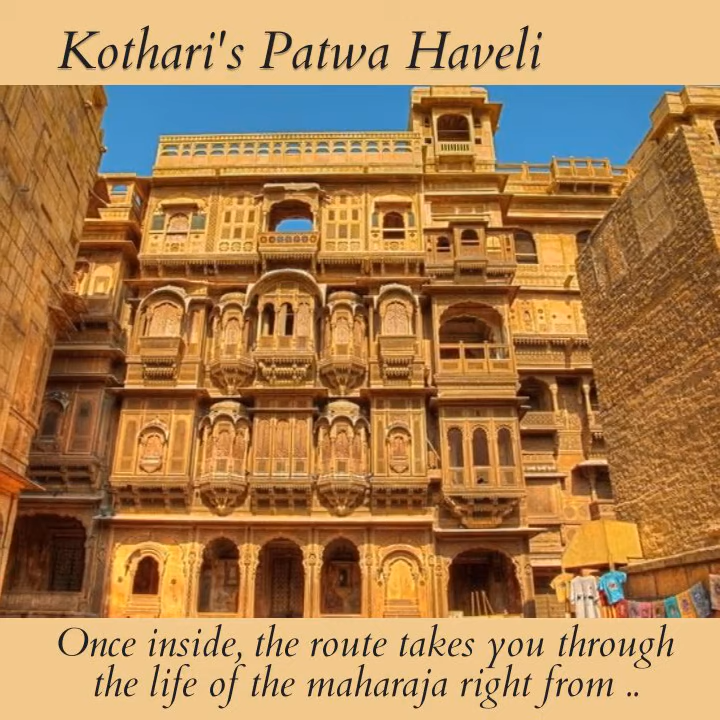 Kothari's Patwa Haveli
Once inside, the route takes you through
the life of the maharaja right from ..